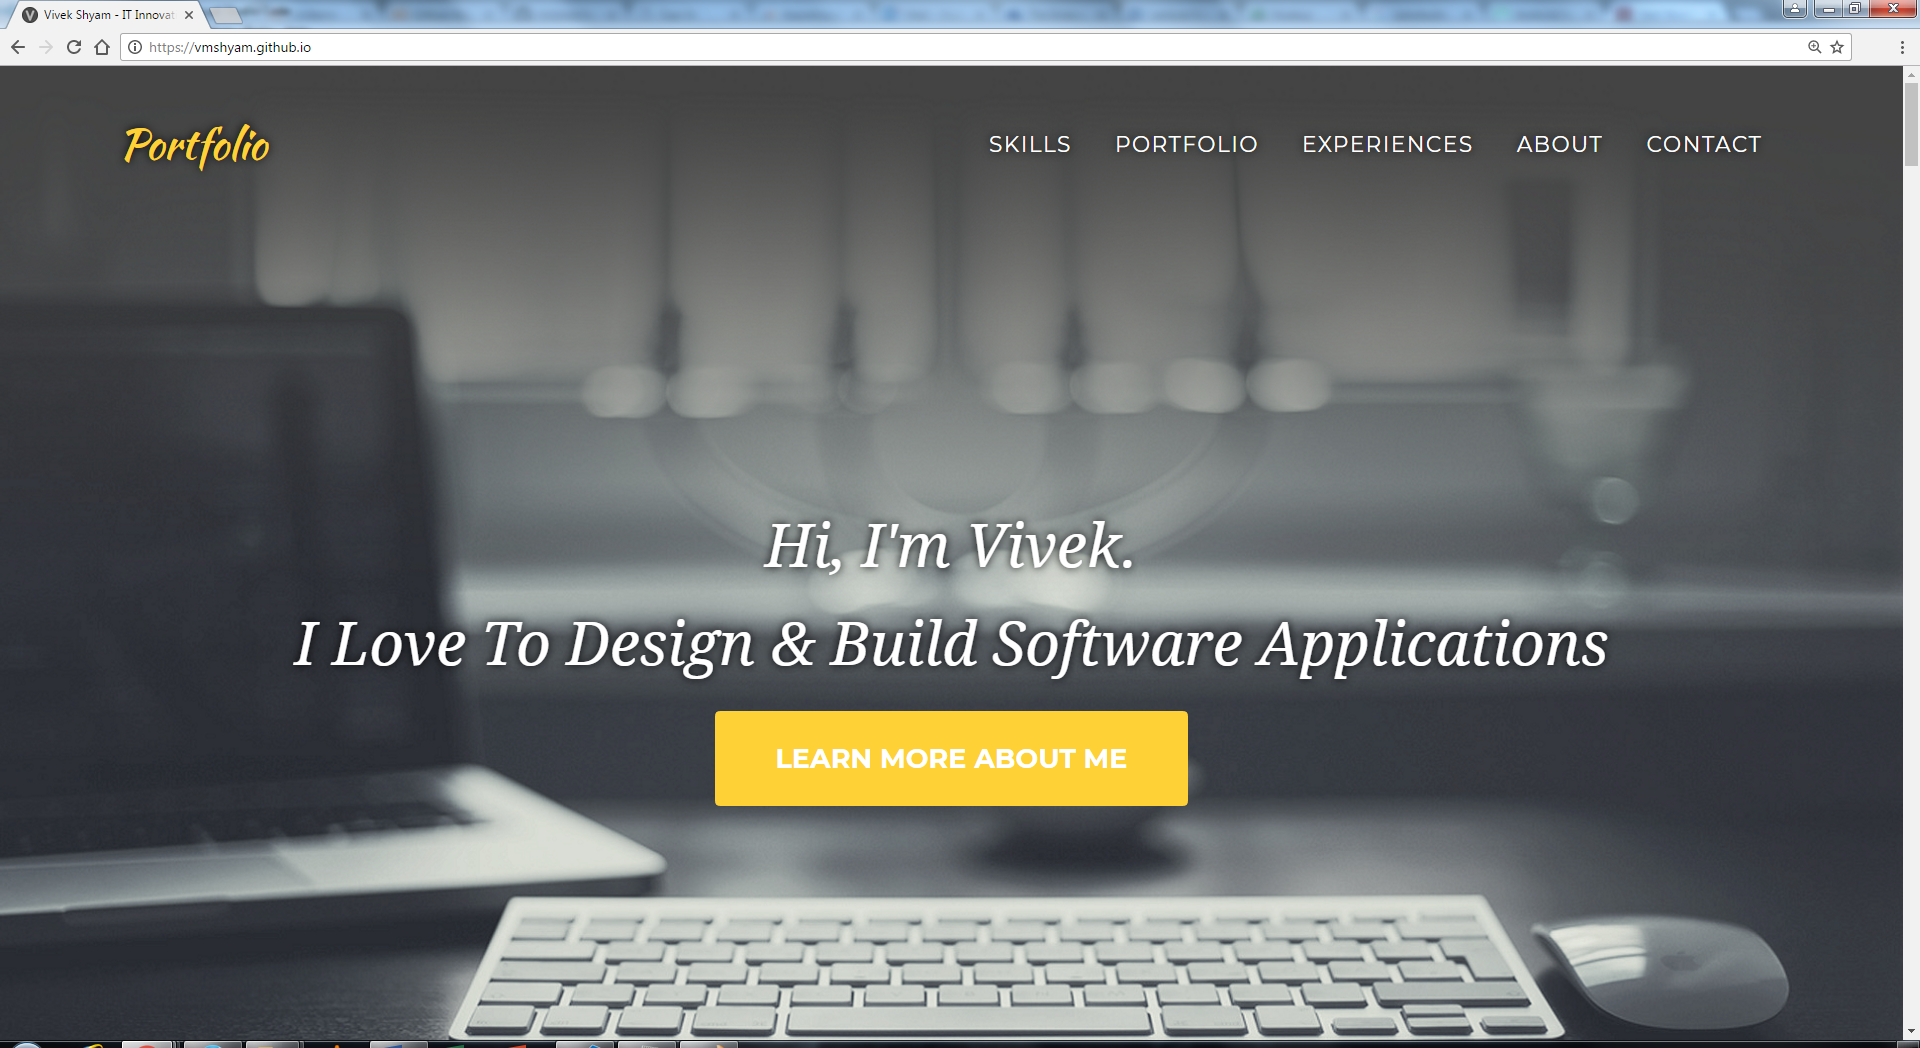 Vivek Shyam - IT Innovat
https://vmshyam.github.io
Portfolio
SKILLS PORTFOLIO EXPERIENCES ABOUT CONTACT
Hi, I'm Vivek.
I Love To Design & Build Software Applications
LEARN MORE ABOUT ME